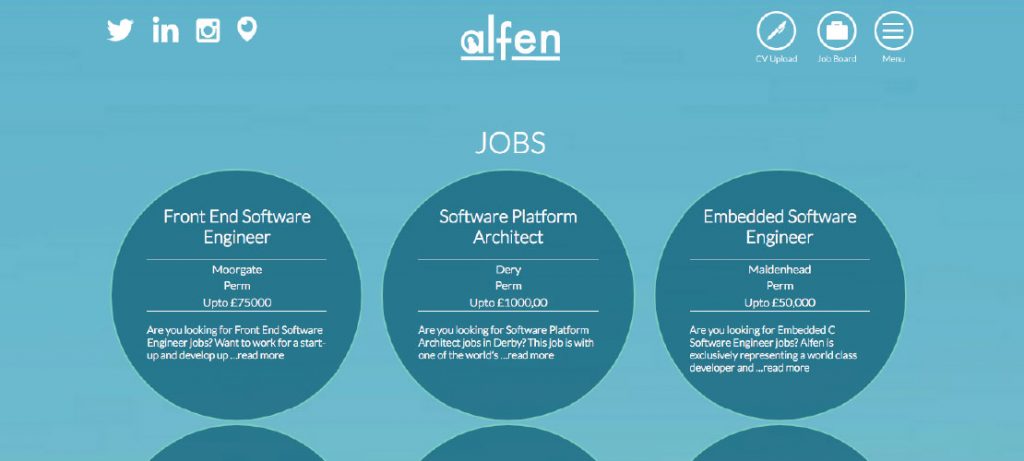 alfen
CV Upload
Job Board
Menu
JOBS
Front End Software
Engineer
Moorgate
Perm
Upto £75000
Are you looking for Front End Software
Engineer jobs? Want to work for a start-
up and develop up ...read more
Software Platform
Architect
Dery
Perm
Upto £1000,00
Are you looking for Software Platform
Architect jobs in Derby? This job is with
one of the world's ...read more
Embedded Software
Engineer
Maidenhead
Perm
Upto £50,000
Are you looking for Embedded C
Software Engineer jobs? Alfen is
exclusively representing a world class
developer and ...read more